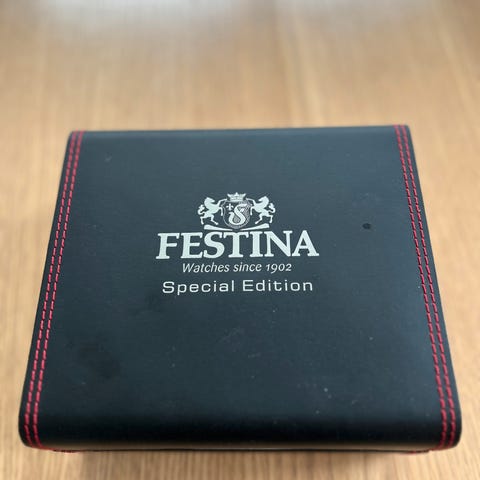 FESTINA
Watches since 1902
Special Edition